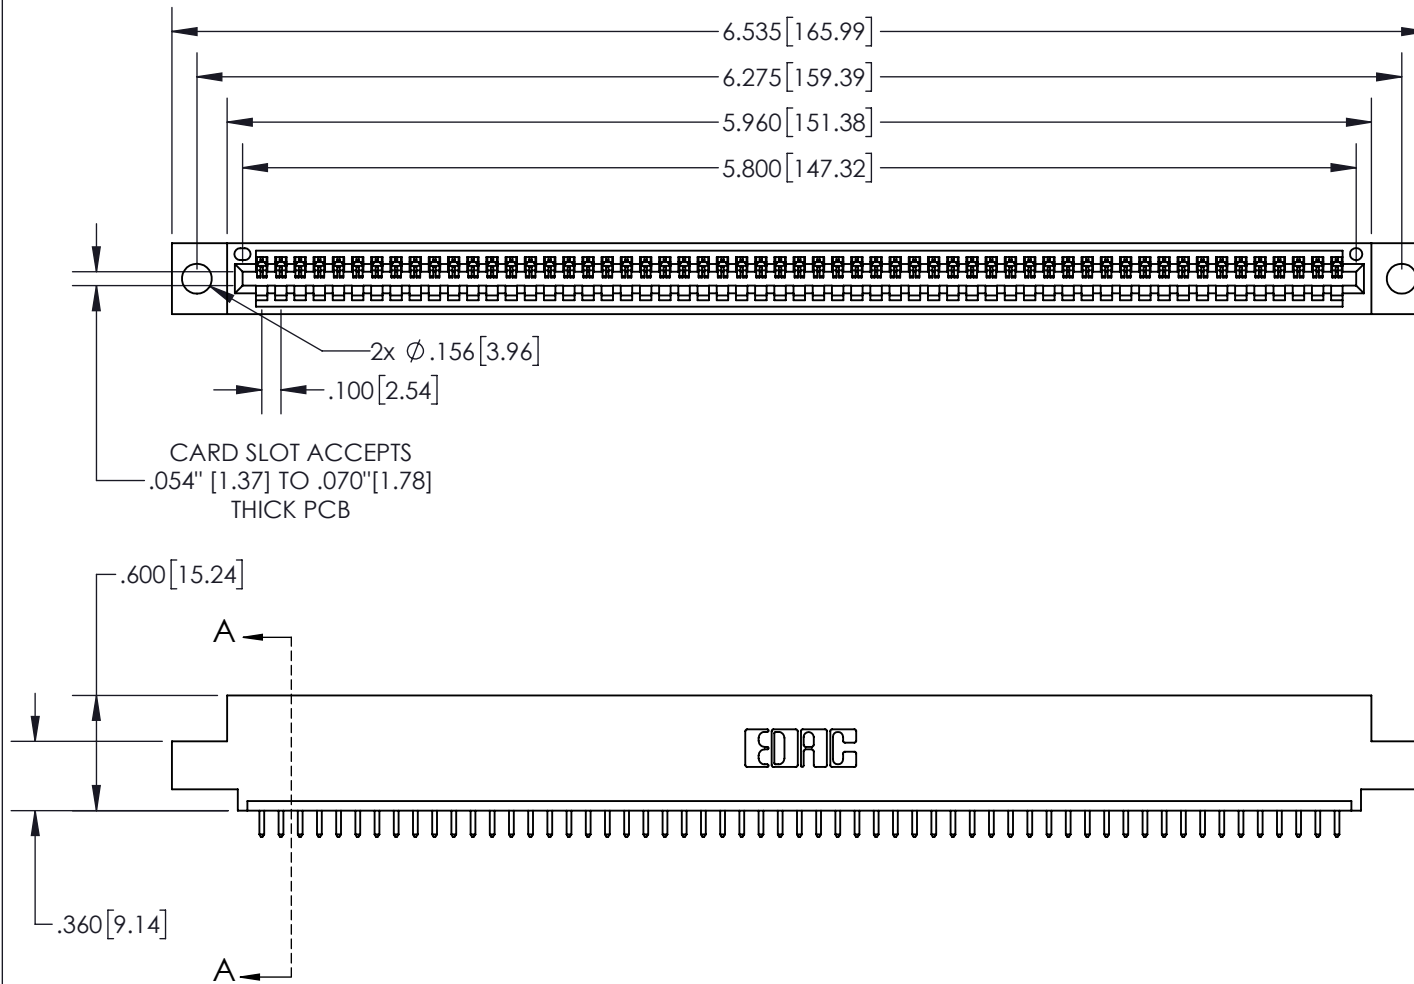 6.535[165.99]
6.275[159.39]
5.960[151.38]
5.800[147.32]
2x Ø.156[3.96]
.100[2.54]
CARD SLOT ACCEPTS
.054" [1.37] TO .070"[1.78]
THICK PCB
.600[15.24]
A
EDAC
.360[9.14]
A